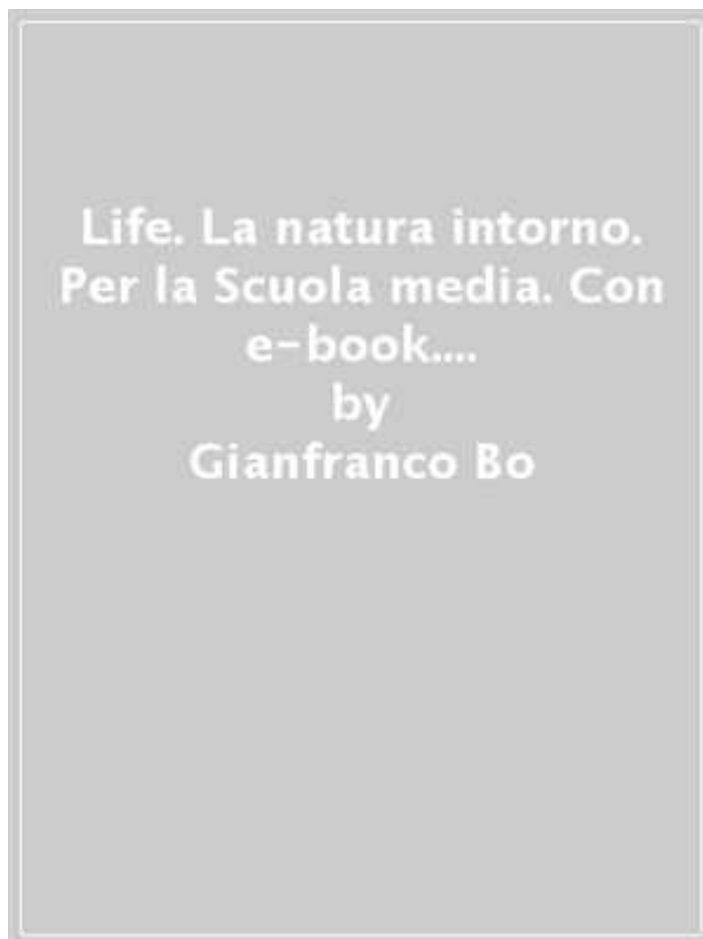 Life. La natura intorno.
Per la Scuola media. Con
e-book....
by
Gianfranco Bo